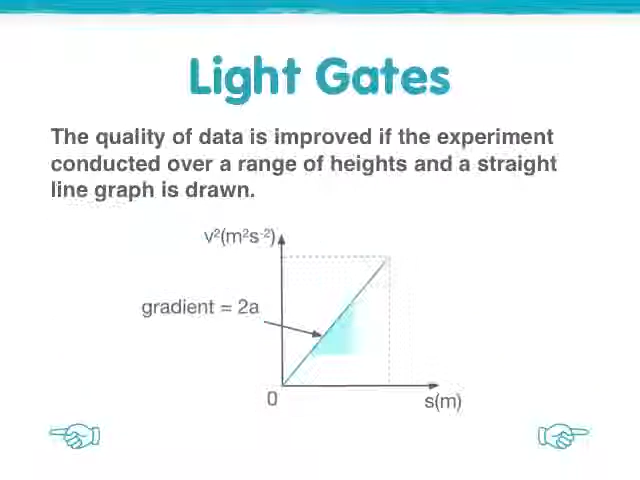 Light Gates
The quality of data is improved if the experiment
conducted over a range of heights and a straight
line graph is drawn.
v²(m²s⁻²)
gradient = 2a
0
s(m)